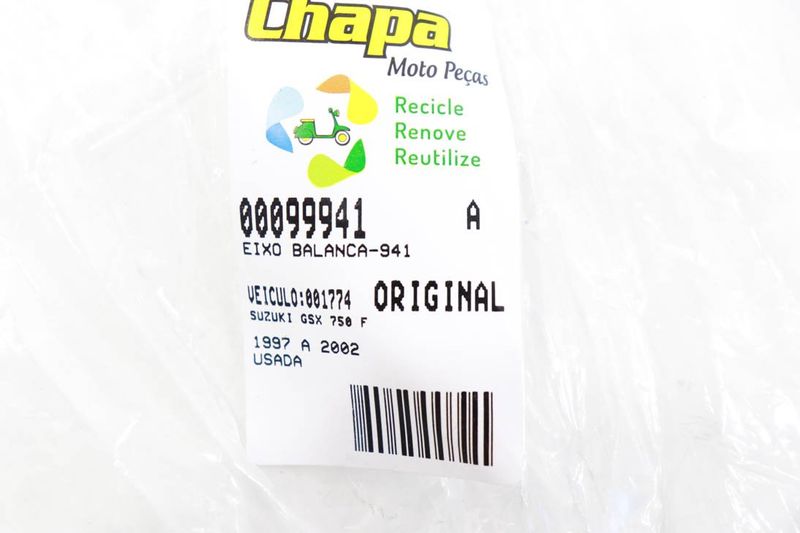 Chapa
Moto Peças
Recicle
Renove
Reutilize
00099941 A
EIXO BALANCA-941
VEICULO:001774 ORIGINAL
SUZUKI GSX 750 F
1997 A 2002
USADA